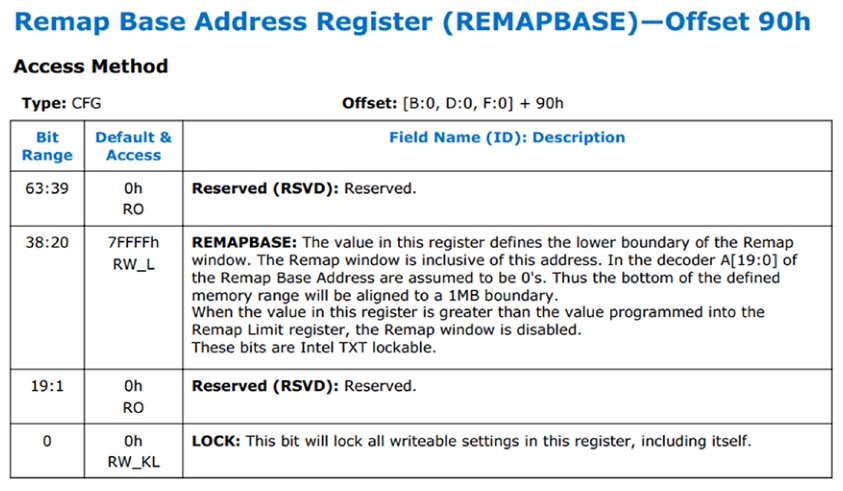 Remap Base Address Register (REMAPBASE)—Offset 90h
Access Method
Type: CFG Offset: [B:0, D:0, F:0] + 90h
Bit Range Default & Access Field Name (ID): Description
63:39 0h RO Reserved (RSVD): Reserved.
38:20 7FFFFh RW_L REMAPBASE: The value in this register defines the lower boundary of the Remap
window. The Remap window is inclusive of this address. In the decoder A[19:0] of
the Remap Base Address are assumed to be 0's. Thus the bottom of the defined
memory range will be aligned to a 1MB boundary.
When the value in this register is greater than the value programmed into the
Remap Limit register, the Remap window is disabled.
These bits are Intel TXT lockable.
19:1 0h RO Reserved (RSVD): Reserved.
0 0h RW_KL LOCK: This bit will lock all writeable settings in this register, including itself.